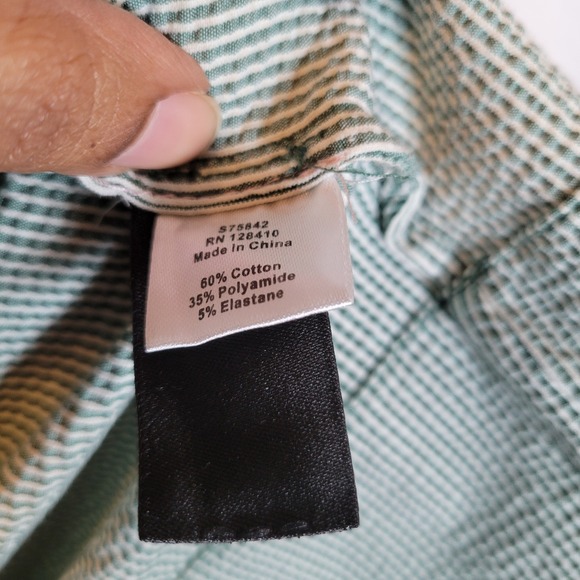 S75842
RN 128410
Made in China
60% Cotton
35% Polyamide
5% Elastane